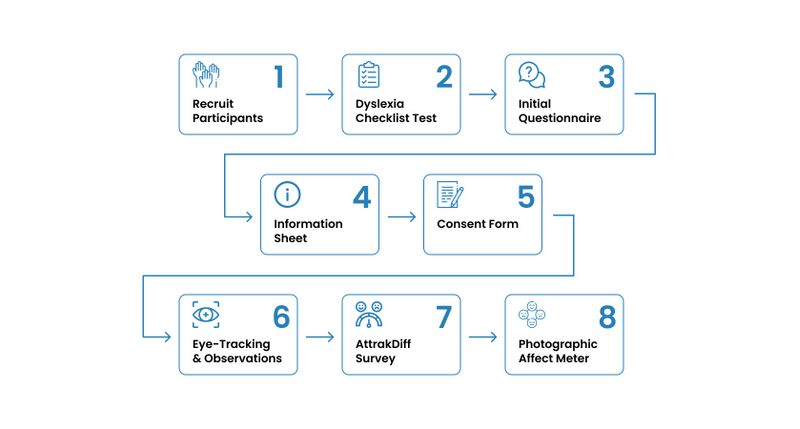 1
Recruit
Participants
2
Dyslexia
Checklist Test
3
Initial
Questionnaire
4
Information
Sheet
5
Consent Form
6
Eye-Tracking
& Observations
7
AttrakDiff
Survey
8
Photographic
Affect Meter